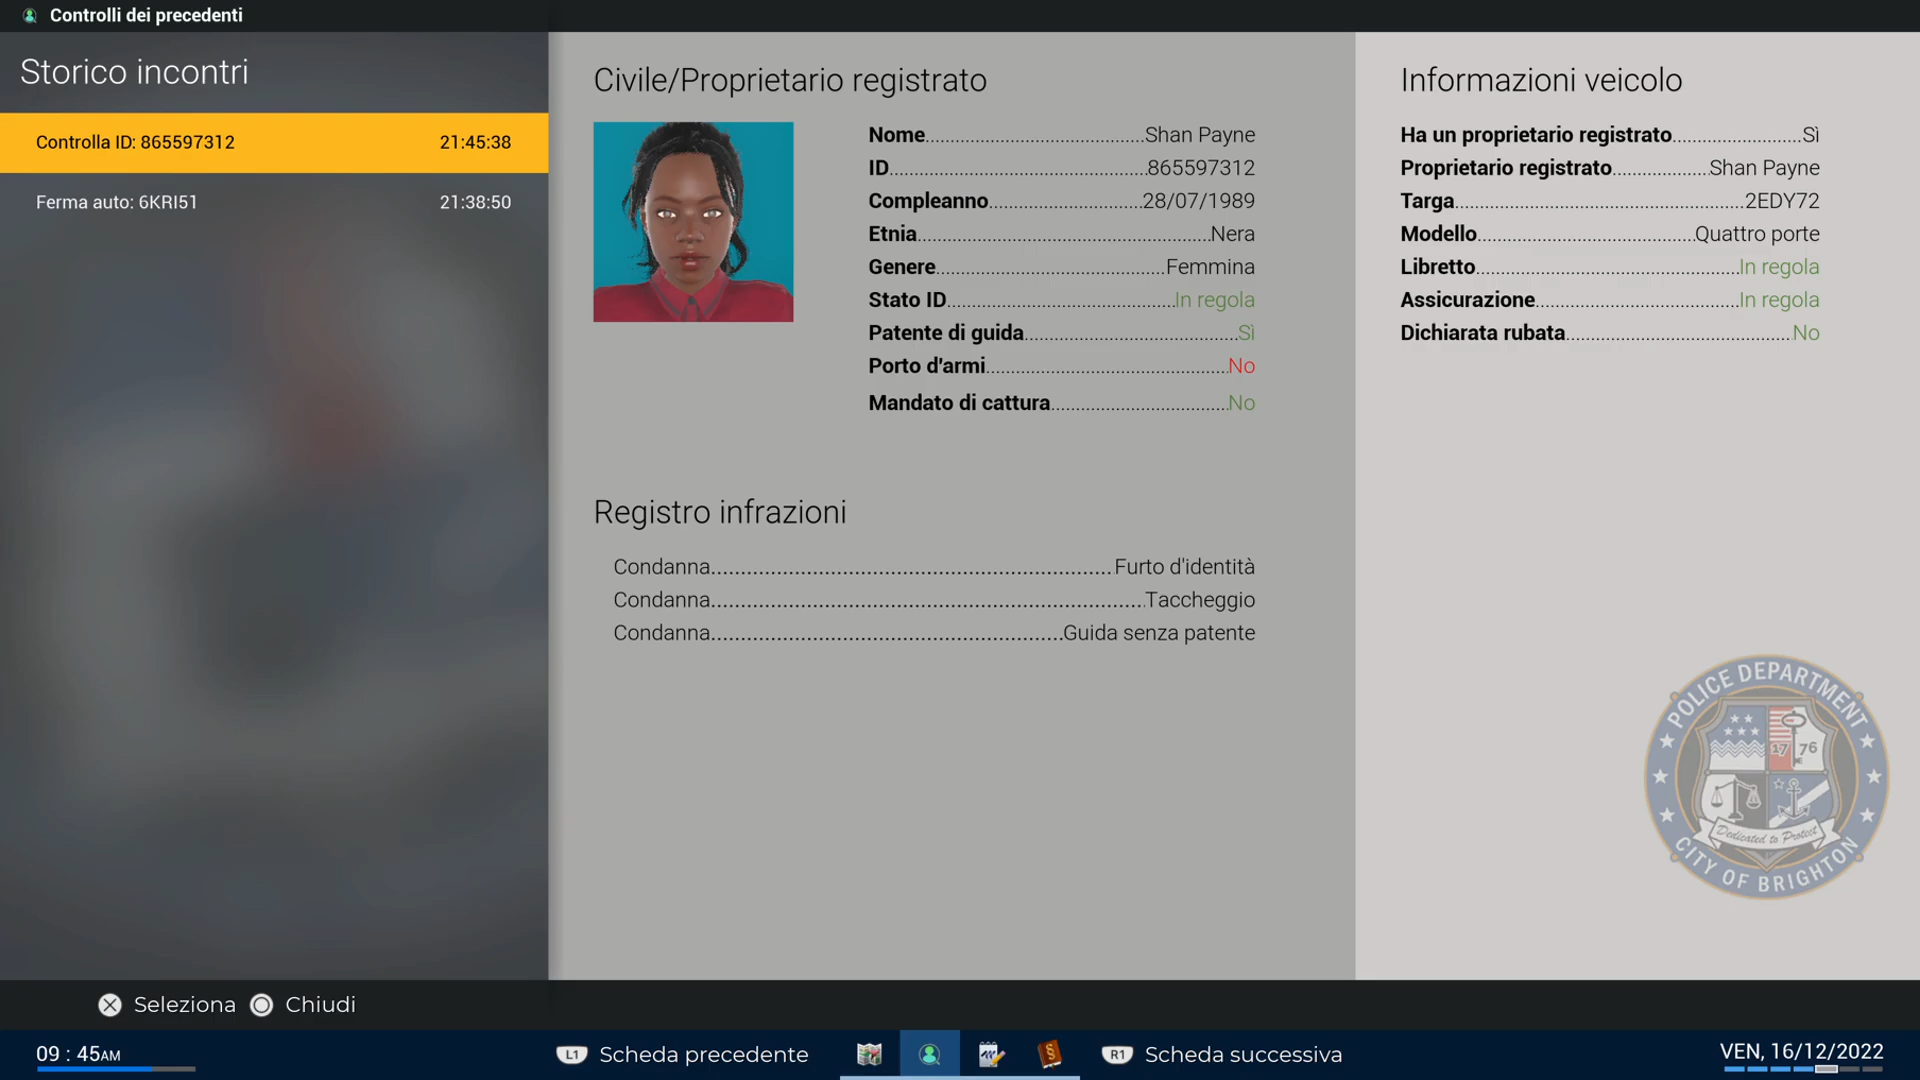 Controlli dei precedenti
Storico incontri
Controlla ID: 865597312 21:45:38
Ferma auto: 6KRI51 21:38:50
Civile/Proprietario registrato
Nome Shan Payne
ID 865597312
Compleanno 28/07/1989
Etnia Nera
Genere Femmina
Stato ID In regola
Patente di guida Sì
Porto d'armi No
Mandato di cattura No
Registro infrazioni
Condanna Furto d'identità
Condanna Taccheggio
Condanna Guida senza patente
Informazioni veicolo
Ha un proprietario registrato Sì
Proprietario registrato Shan Payne
Targa 2EDY72
Modello Quattro porte
Libretto In regola
Assicurazione In regola
Dichiarata rubata No
POLICE DEPARTMENT
17 76
Dedicated to Protect
CITY OF BRIGHTON
Seleziona Chiudi
09 : 45AM
L1 Scheda precedente
R1 Scheda successiva
VEN, 16/12/2022